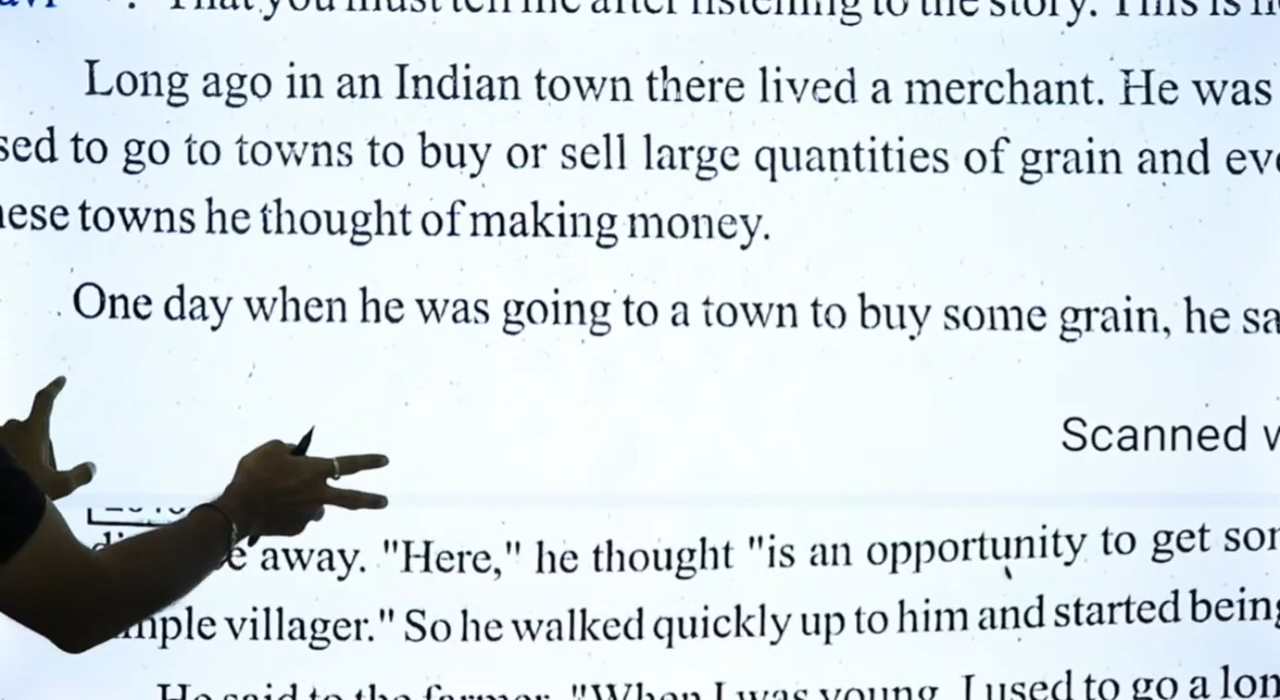 That you must tell me after listening to the story. This is
Long ago in an Indian town there lived a merchant. He was
sed to go to towns to buy or sell large quantities of grain and eve
hese towns he thought of making money.
One day when he was going to a town to buy some grain, he sa
Scanned w
e away. "Here," he thought "is an opportunity to get som
mple villager." So he walked quickly up to him and started being
He said to the farmer, "When I was young, I used to go a lon